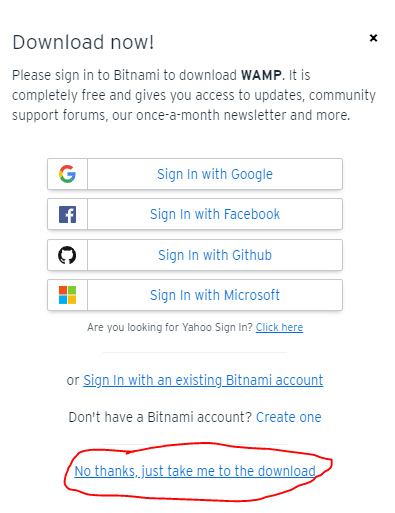 Download now!
Please sign in to Bitnami to download WAMP. It is
completely free and gives you access to updates, community
support forums, our once-a-month newsletter and more.
Sign In with Google
Sign In with Facebook
Sign In with Github
Sign In with Microsoft
Are you looking for Yahoo Sign In? Click here
or Sign In with an existing Bitnami account
Don't have a Bitnami account? Create one
No thanks, just take me to the download